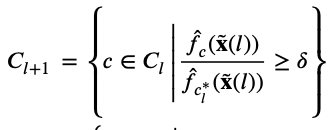 $C_{l+1} = \left\{ c \in C_l \,\middle|\, \frac{\hat{f}_c(\tilde{\mathbf{x}}(l))}{\hat{f}_{c_l^*}(\tilde{\mathbf{x}}(l))} \geq \delta \right\}$